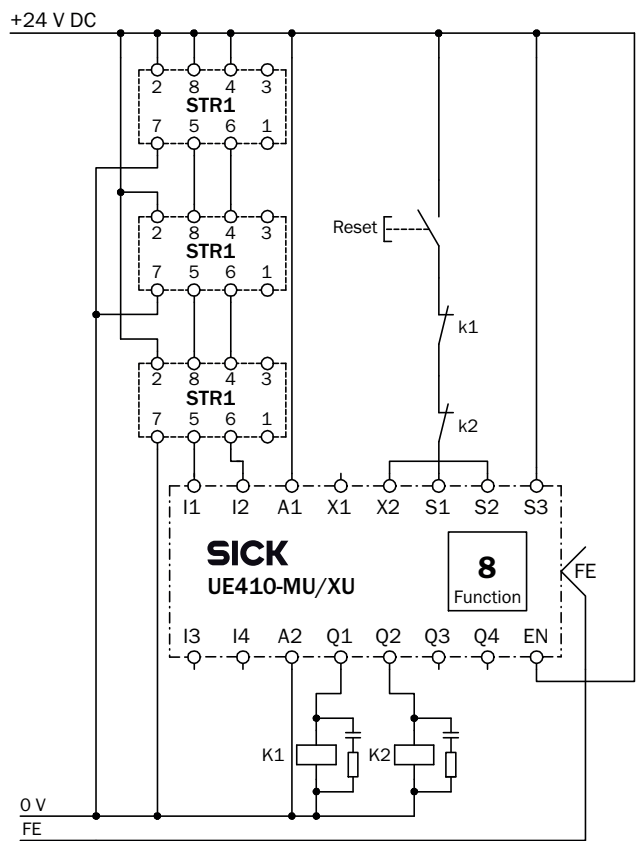 +24 V DC
2 8 4 3
STR1
7 5 6 1
2 8 4 3
STR1
7 5 6 1
Reset
k1
2 8 4 3
STR1
7 5 6 1
k2
I1 I2 A1 X1 X2 S1 S2 S3
SICK
UE410-MU/XU
8
Function
FE
I3 I4 A2 Q1 Q2 Q3 Q4 EN
K1
K2
0 V
FE